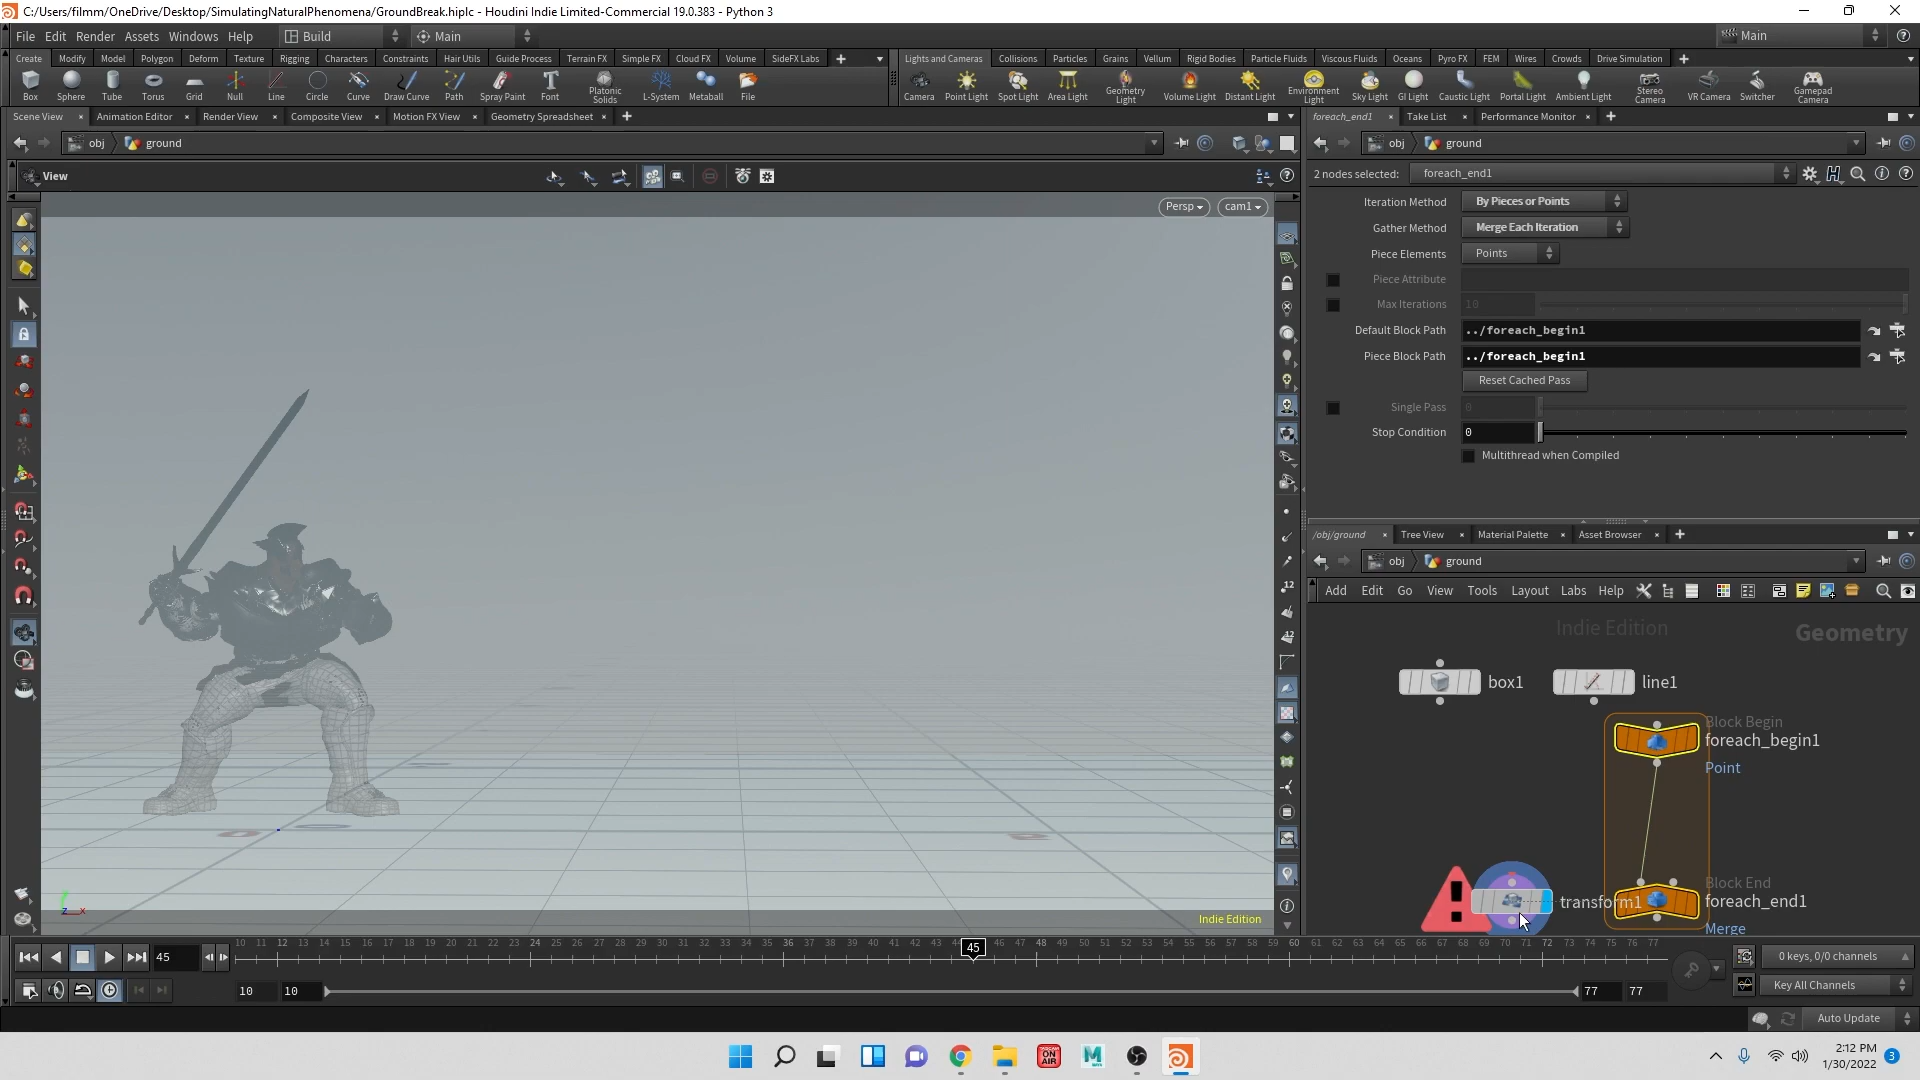 C:/Users/filmm/OneDrive/Desktop/SimulatingNaturalPhenomena/GroundBreak.hiplc - Houdini Indie Limited-Commercial 19.0.383 - Python 3
File Edit Render Assets Windows Help Build Main Main
Create Modify Model Polygon Deform Texture Rigging Characters Constraints Hair Utils Guide Process Terrain FX Simple FX Cloud FX Volume SideFX Labs
Lights and Cameras Collisions Particles Grains Vellum Rigid Bodies Particle Fluids Viscous Fluids Oceans Pyro FX FEM Wires Crowds Drive Simulation
Box Sphere Tube Torus Grid Null Line Circle Curve Draw Curve Path Spray Paint Font Platonic Solids L-System Metaball File
Camera Point Light Spot Light Area Light Geometry Light Volume Light Distant Light Environment Light Sky Light GI Light Caustic Light Portal Light Ambient Light Stereo Camera VR Camera Switcher Gamepad Camera
Scene View Animation Editor Render View Composite View Motion FX View Geometry Spreadsheet
foreach_end1 Take List Performance Monitor
obj ground
obj ground
View
2 nodes selected: foreach_end1
Persp cam1
Iteration Method By Pieces or Points
Gather Method Merge Each Iteration
Piece Elements Points
Piece Attribute
Max Iterations 10
Default Block Path ../foreach_begin1
Piece Block Path ../foreach_begin1
Reset Cached Pass
Single Pass 0
Stop Condition 0
Multithread when Compiled
/obj/ground Tree View Material Palette Asset Browser
obj ground
Add Edit Go View Tools Layout Labs Help
Indie Edition Geometry
box1 line1
Block Begin
foreach_begin1
Point
Block End
transform1 foreach_end1
Merge
12
12
z x
Indie Edition
45
10 11 12 13 14 15 16 17 18 19 20 21 22 23 24 25 26 27 28 29 30 31 32 33 34 35 36 37 38 39 40 41 42 43 45 46 47 48 49 50 51 52 53 54 55 56 57 58 59 60 61 62 63 64 65 66 67 68 69 70 71 72 73 74 75 76 77
45
0 keys, 0/0 channels
10 10 77 77
Key All Channels
Auto Update
ON AIR
2:12 PM
1/30/2022 3